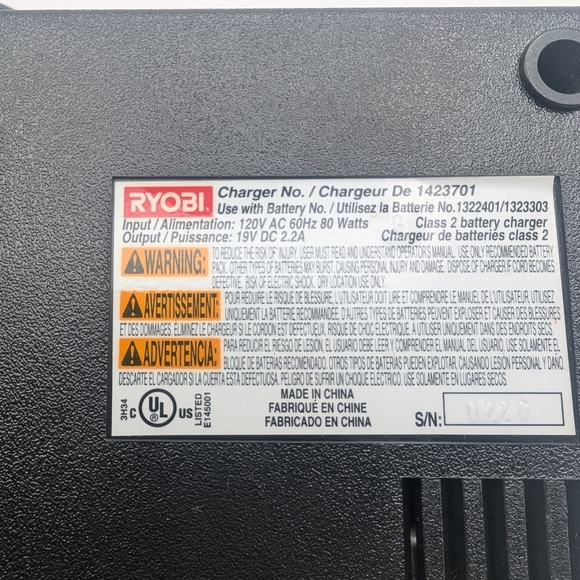 RYOBI
Charger No. / Chargeur De 1423701
Use with Battery No. / Utilisez la Batterie No.1322401/1323303
Input / Alimentation: 120V AC 60Hz 80 Watts Class 2 battery charger
Output / Puissance: 19V DC 2.2A Chargeur de batteries class 2
WARNING: TO REDUCE THE RISK OF INJURY USER MUST READ AND UNDERSTAND OPERATOR'S MANUAL. USE ONLY RECOMMENDED BATTERY
PACK. OTHER TYPES OF BATTERIES MAY BURST CAUSING PERSONAL INJURY AND DAMAGE. DISPOSE OF CHARGER IF CORD BECOMES
DEFECTIVE. RISK OF ELECTRIC SHOCK. DRY LOCATION USE ONLY.
AVERTISSEMENT: POUR RÉDUIRE LE RISQUE DE BLESSURE, L'UTILISATEUR DOIT LIRE ET COMPRENDRE LE MANUEL DE L'UTILISATEUR. UTILISEZ
UNIQUEMENT LA BATTERIE RECOMMANDÉE. D'AUTRES TYPES DE BATTERIES PEUVENT EXPLOSER ET CAUSER DES BLESSURES
ET DES DOMMAGES. ELIMINEZ LE CHARGEUR SI LE CORDON EST DEFECTUEUX. RISQUE DE CHOC ELECTRIQUE. A UTILISER UNIQUEMENT DANS DES ENDROITS SECS.
ADVERTENCIA: PARA REDUCIR EL RIESGO DE LESION, EL USUARIO DEBE LEER Y COMPRENDER EL MANUAL DEL USUARIO. USE SOLAMENTE EL
BLOQUE DE BATERIAS RECOMENDADO. OTROS TIPOS DE BATERIAS PUEDEN EXPLOTAR, CAUSANDO LESION PERSONAL Y DAÑO.
DESCARTE EL CARGADOR SI LA CUERTA ESTA DEFECTUOSA. PELIGRO DE SUFRIR UN CHOQUE ELECTRICO. USE SOLAMENTE EN LUGARES SECOS.
MADE IN CHINA
FABRIQUÉ EN CHINE
FABRICADO EN CHINA
3H34
C UL US
LISTED
E145001
S/N: 0226